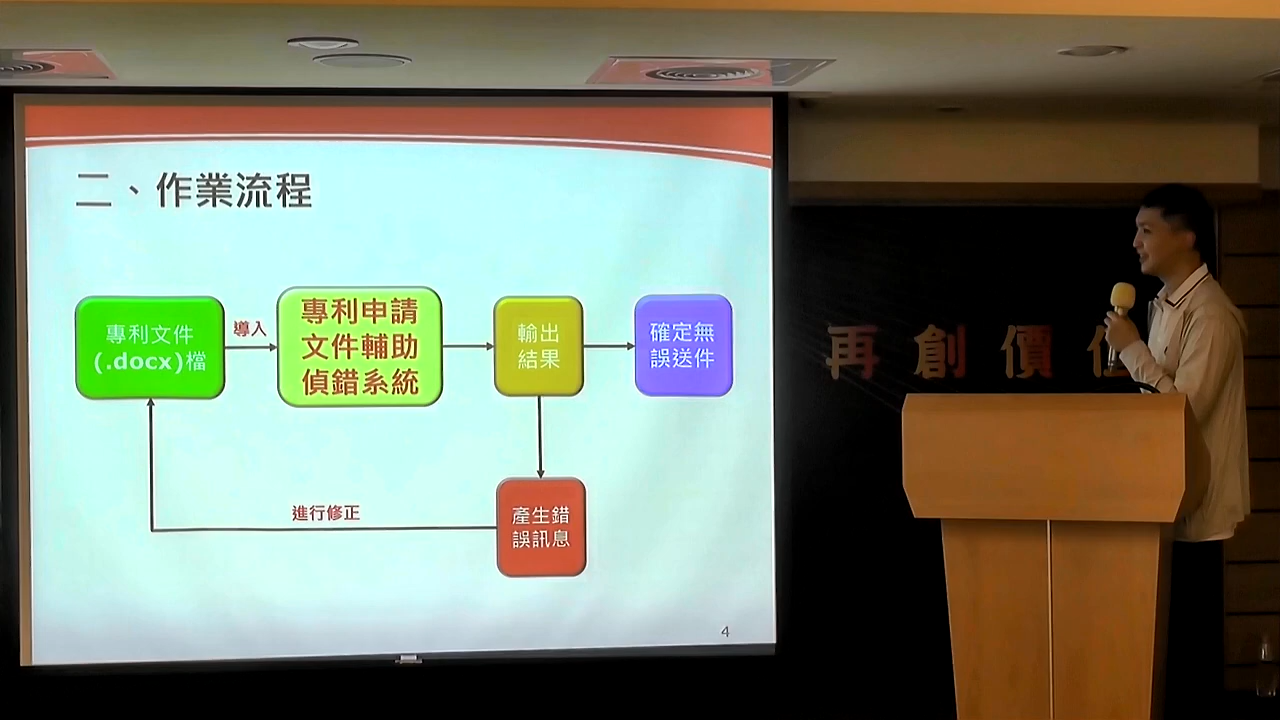 二、作業流程
專利文件
(.docx)檔
導入
專利申請
文件輔助
偵錯系統
輸出
結果
確定無
誤送件
產生錯
誤訊息
進行修正
4
再創價